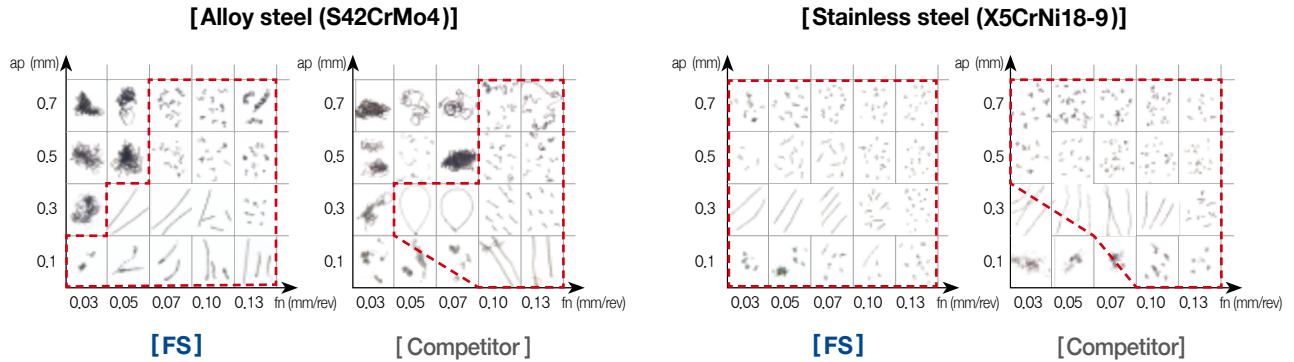 [Alloy steel (S42CrMo4)]
[Stainless steel (X5CrNi18-9)]
ap (mm)
0.7
0.5
0.3
0.1
0.03 0.05 0.07 0.10 0.13 fn (mm/rev)
[FS]
ap (mm)
0.7
0.5
0.3
0.1
0.03 0.05 0.07 0.10 0.13 fn (mm/rev)
[Competitor]
ap (mm)
0.7
0.5
0.3
0.1
0.03 0.05 0.07 0.10 0.13 fn (mm/rev)
[FS]
ap (mm)
0.7
0.5
0.3
0.1
0.03 0.05 0.07 0.10 0.13 fn (mm/rev)
[Competitor]